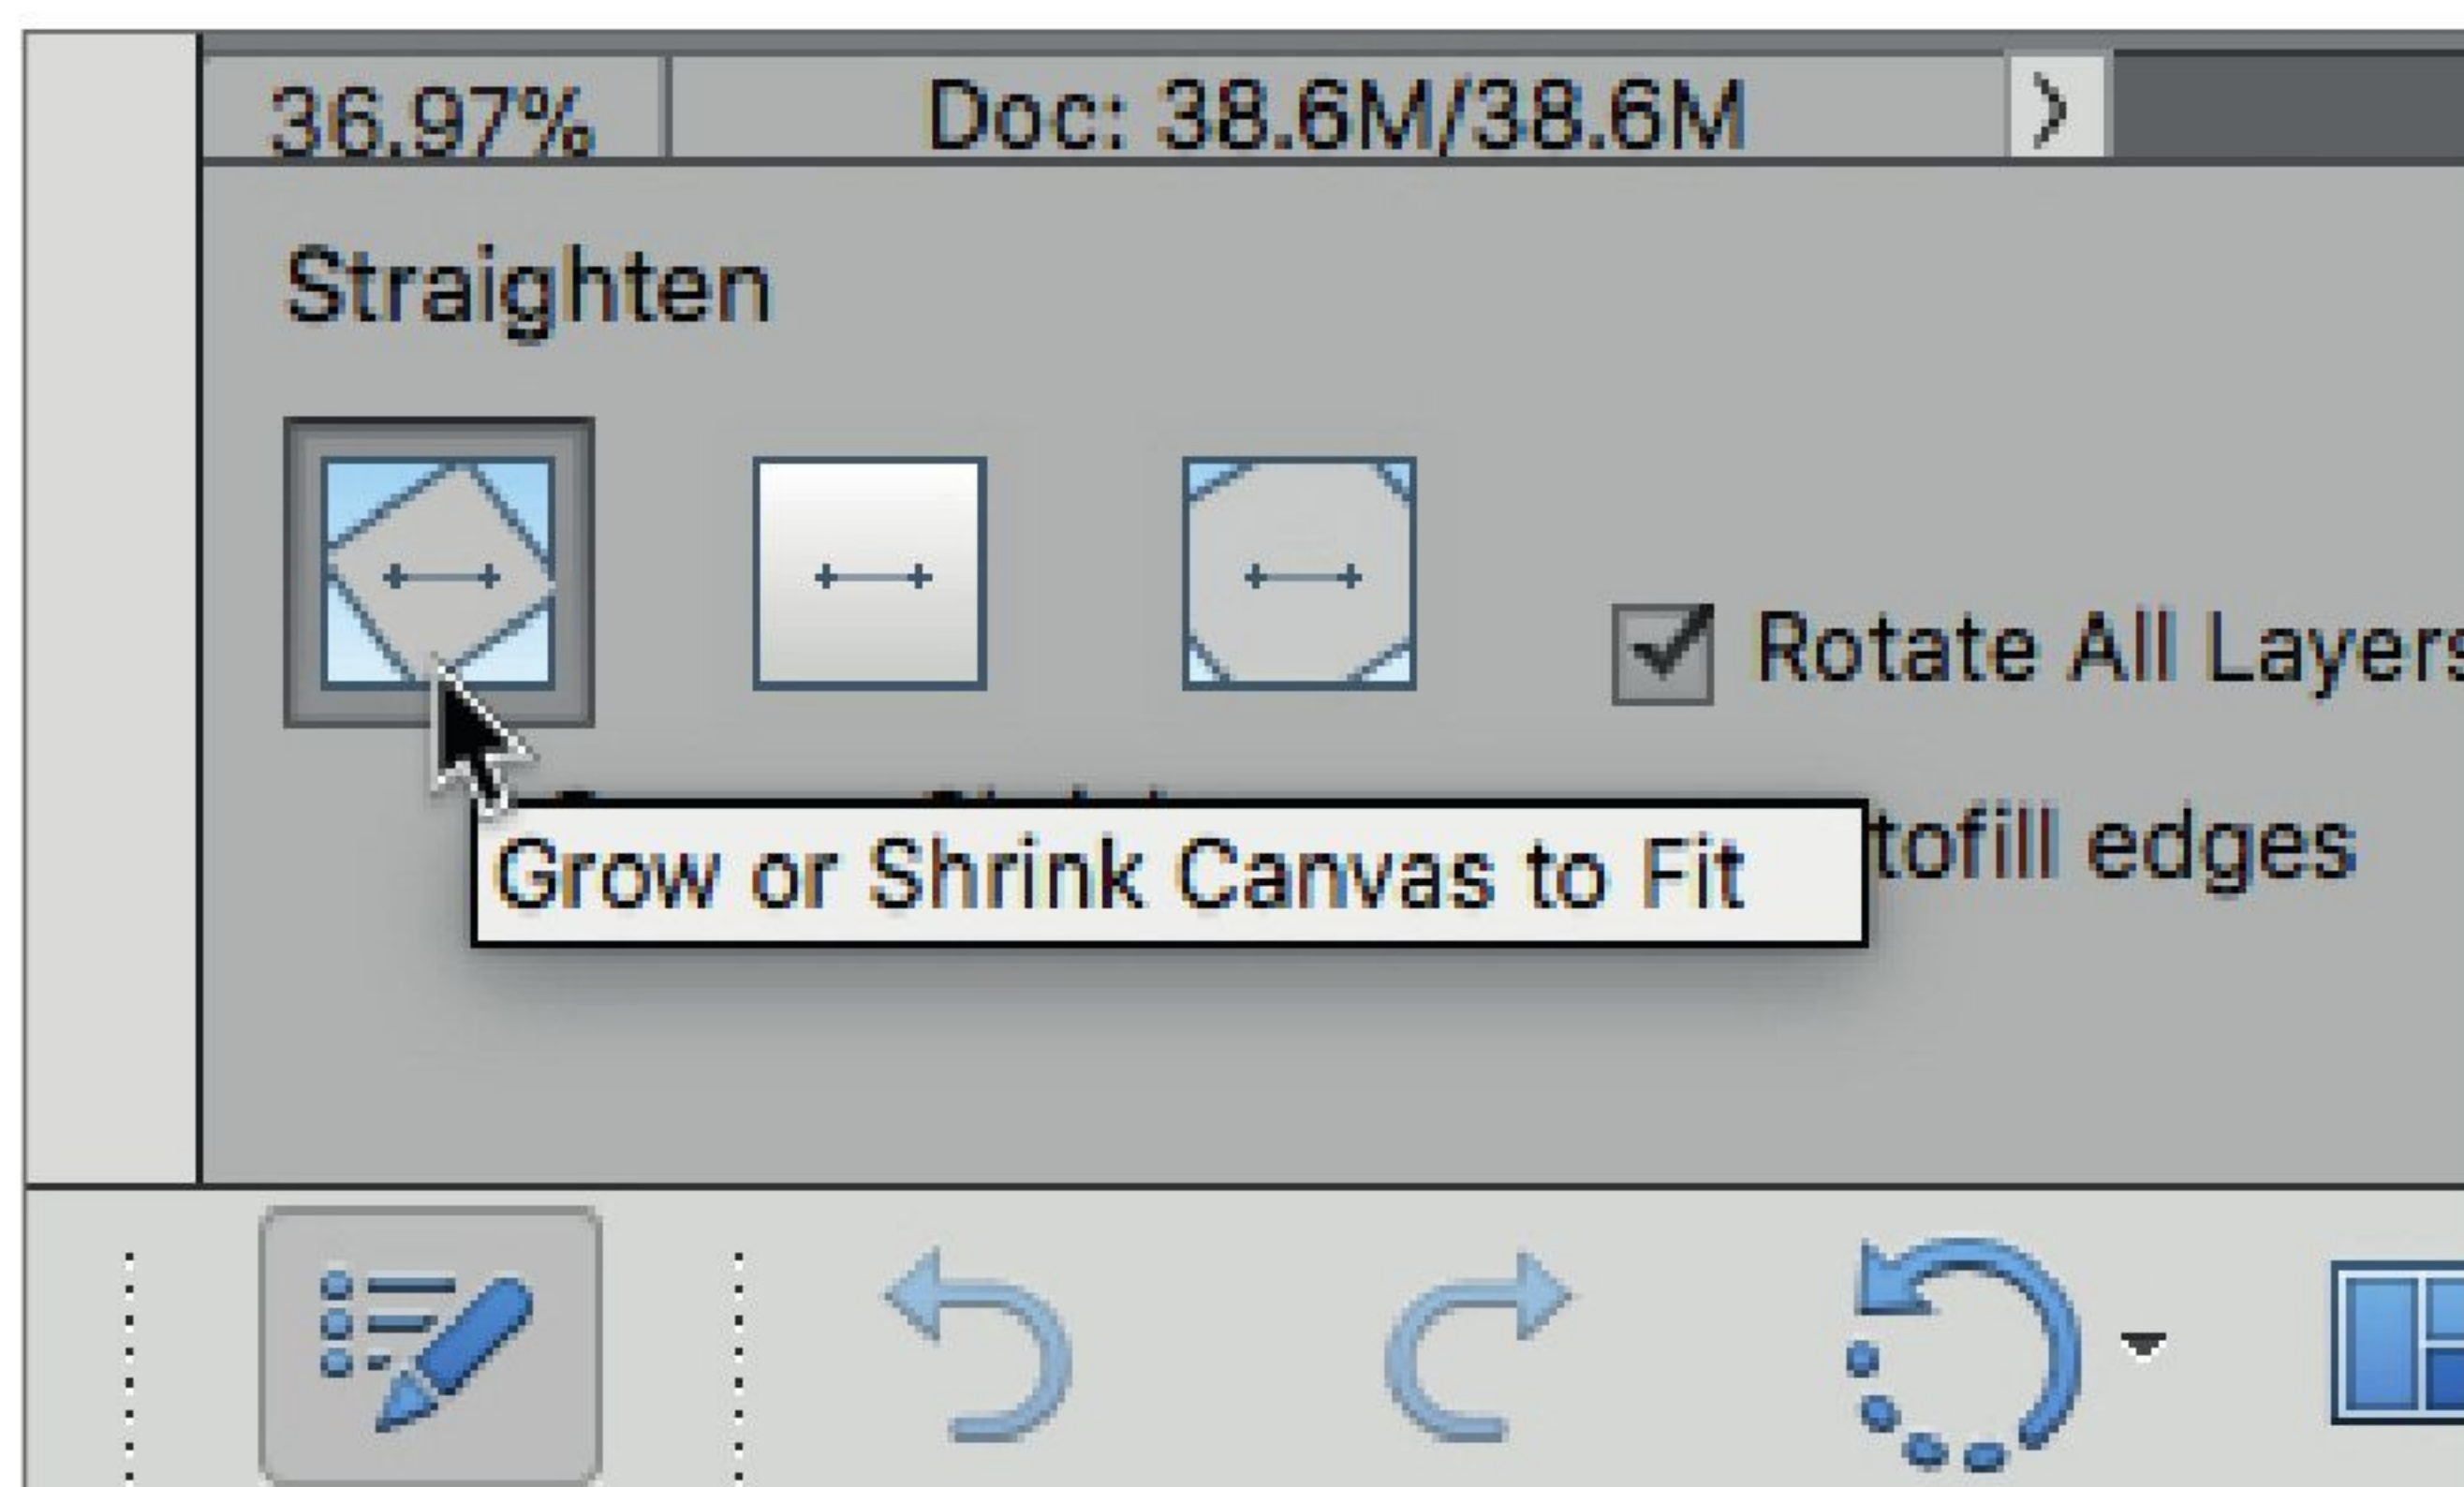 36.97%
Doc: 38.6M/38.6M
Straighten
Rotate All Layers
tofill edges
Grow or Shrink Canvas to Fit